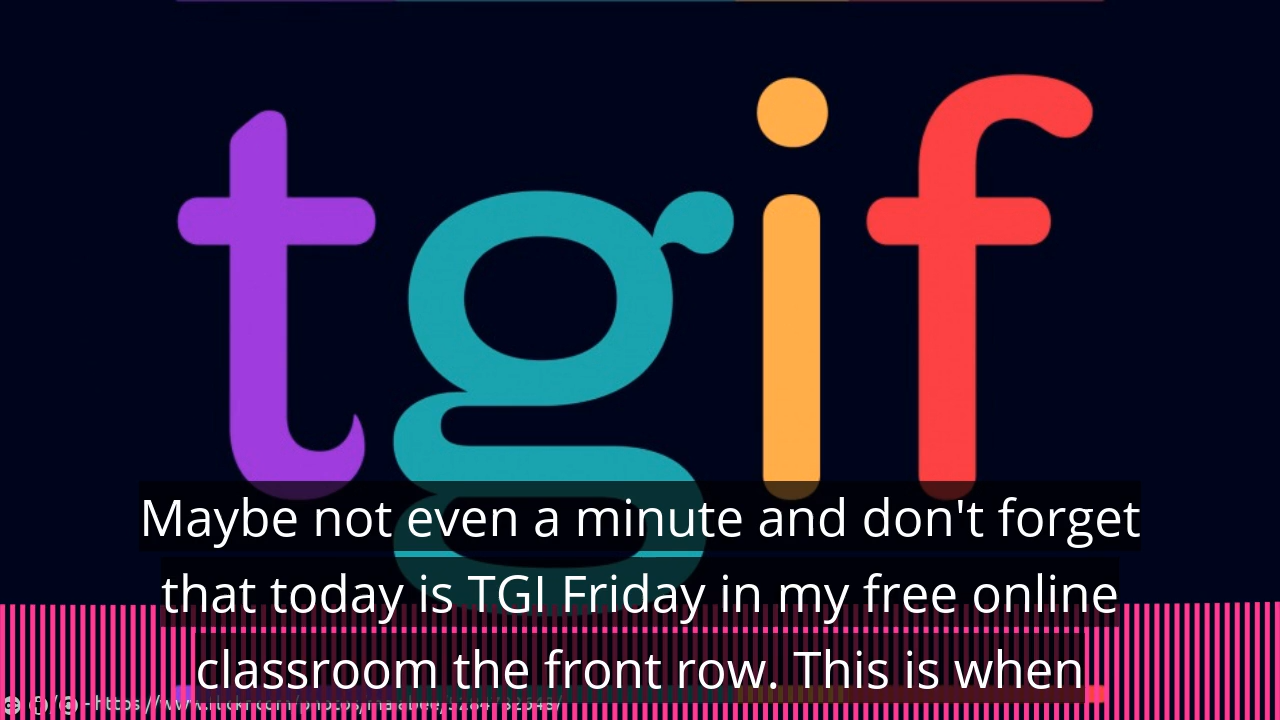 tgif
Maybe not even a minute and don't forget
that today is TGI Friday in my free online
classroom the front row. This is when